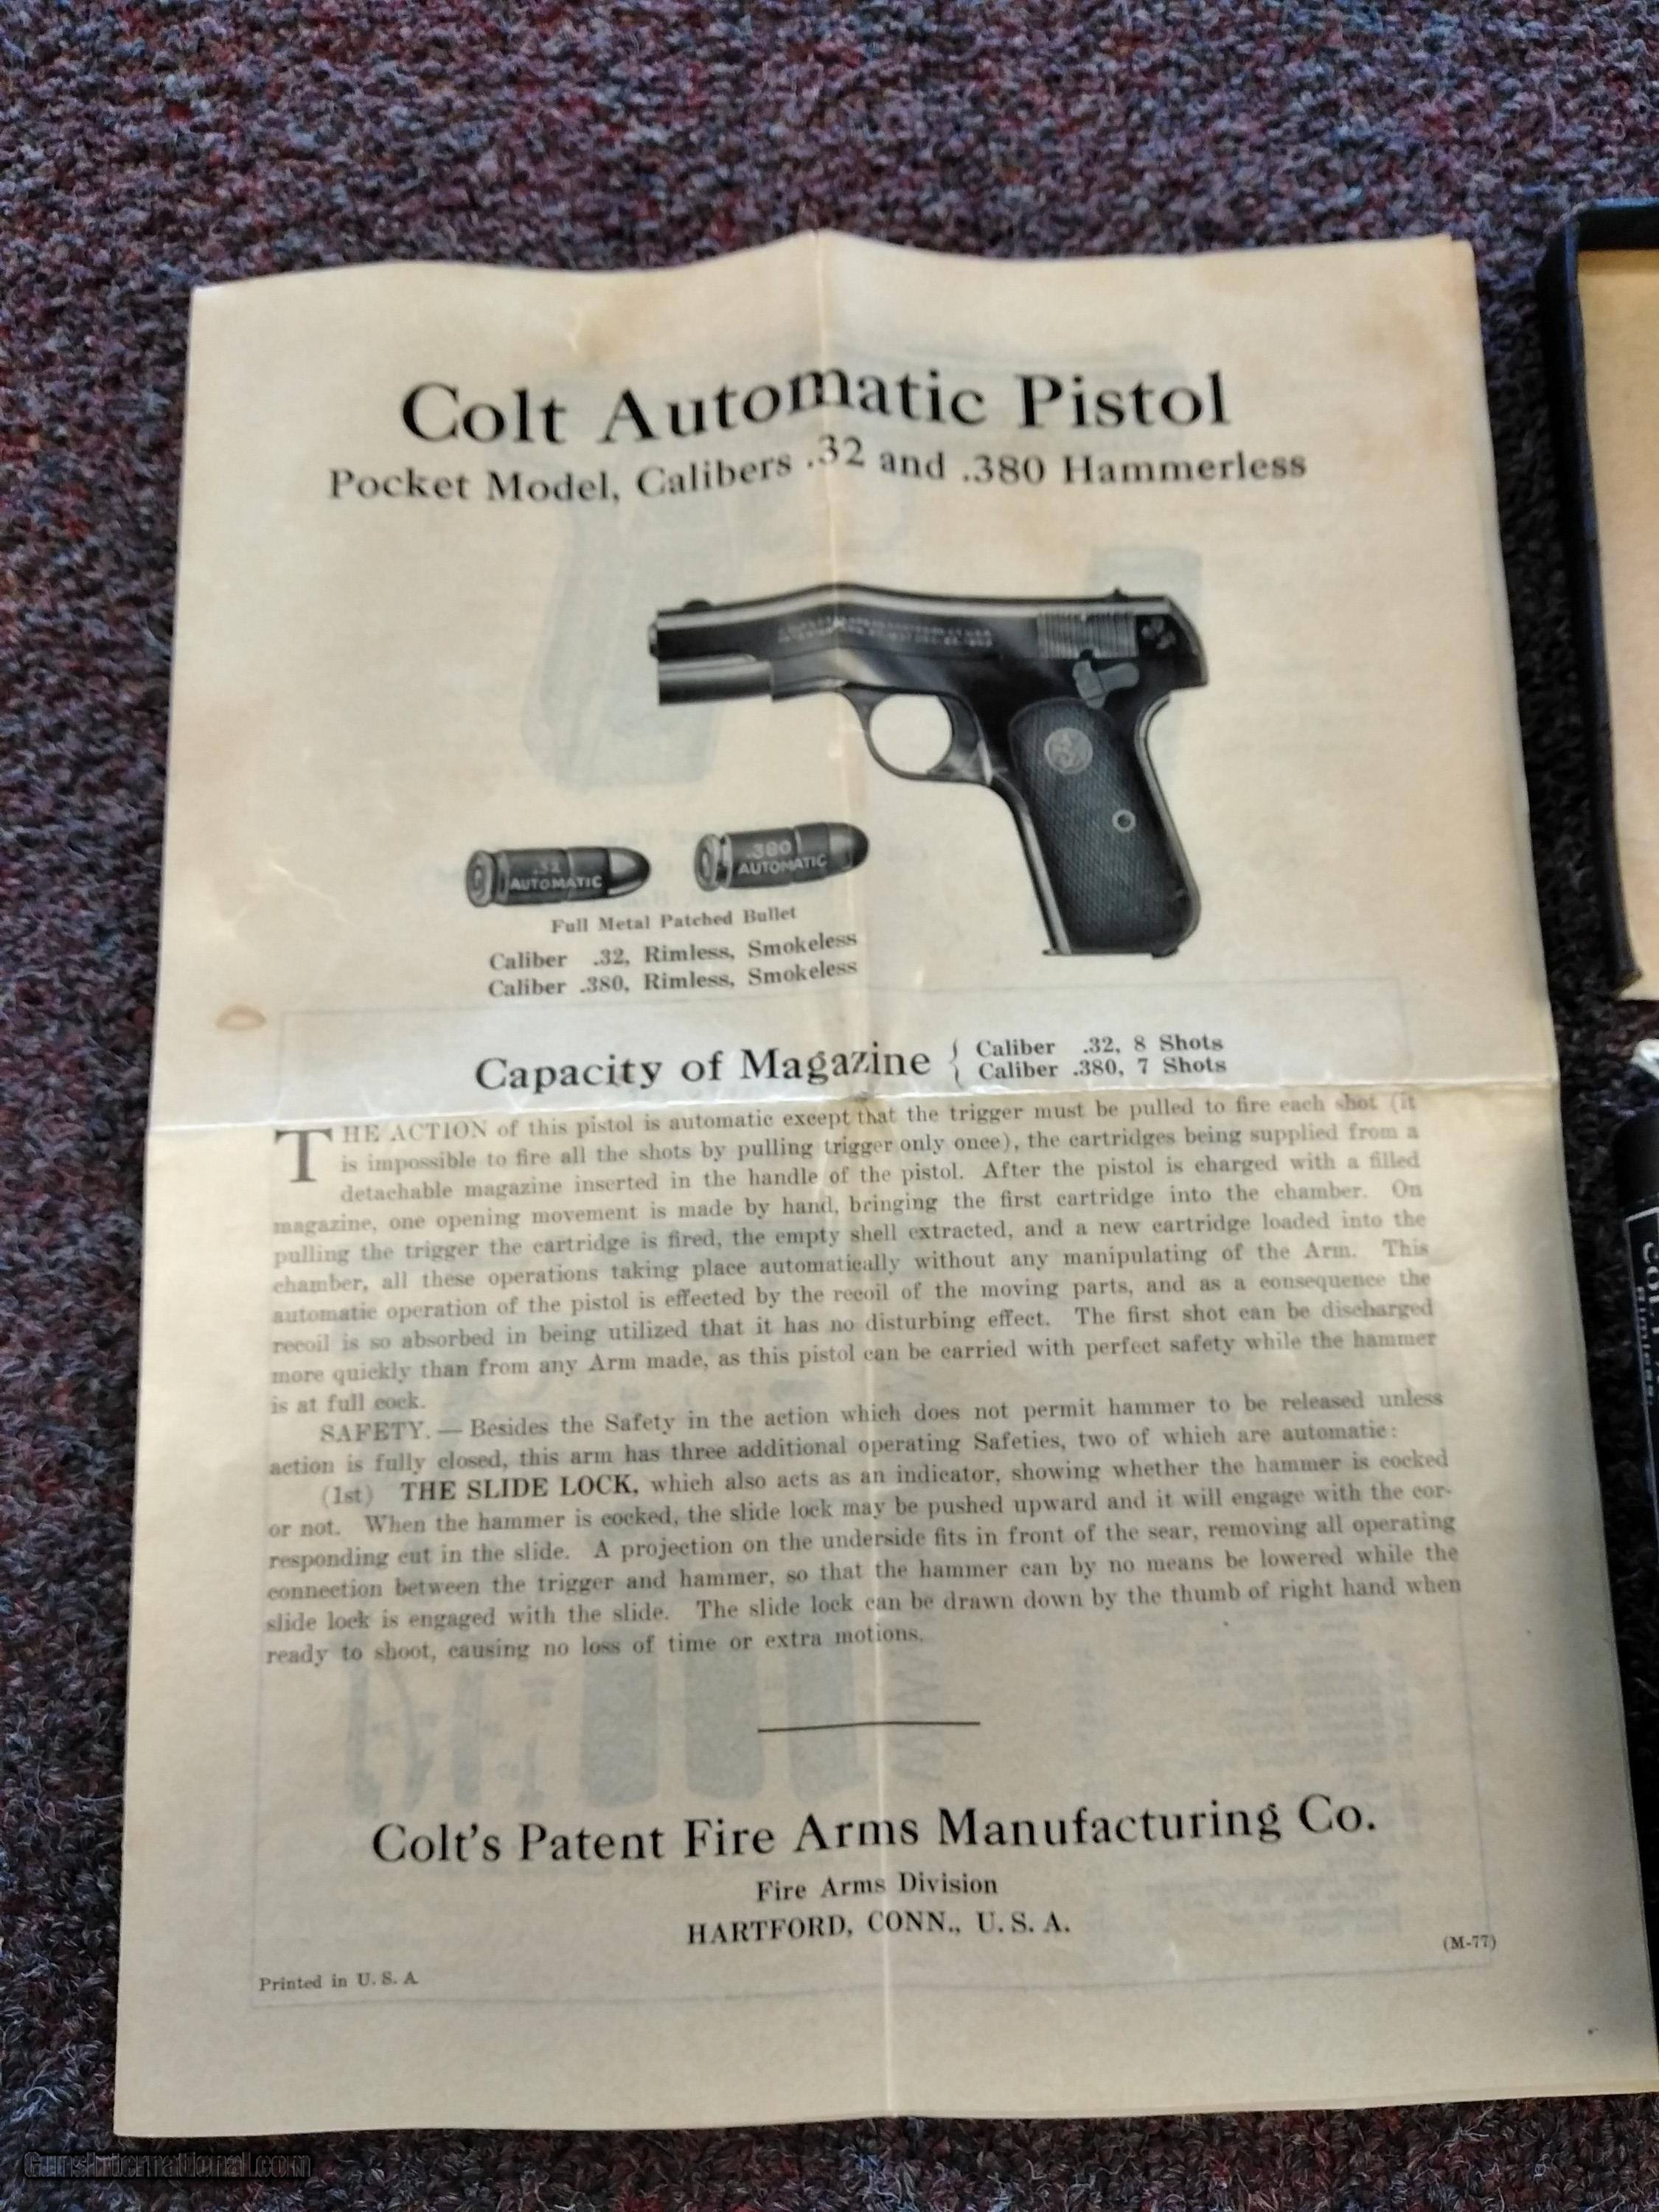 Colt Automatic Pistol
Pocket Model, Calibers .32 and .380 Hammerless
.32
AUTOMATIC
.380
AUTOMATIC
Full Metal Patched Bullet
Caliber .32, Rimless, Smokeless
Caliber .380, Rimless, Smokeless
Capacity of Magazine { Caliber .32, 8 Shots
Caliber .380, 7 Shots
THE ACTION of this pistol is automatic except that the trigger must be pulled to fire each shot (it
is impossible to fire all the shots by pulling trigger only once), the cartridges being supplied from a
detachable magazine inserted in the handle of the pistol. After the pistol is charged with a filled
magazine, one opening movement is made by hand, bringing the first cartridge into the chamber. On
pulling the trigger the cartridge is fired, the empty shell extracted, and a new cartridge loaded into the
chamber, all these operations taking place automatically without any manipulating of the Arm. This
automatic operation of the pistol is effected by the recoil of the moving parts, and as a consequence the
recoil is so absorbed in being utilized that it has no disturbing effect. The first shot can be discharged
more quickly than from any Arm made, as this pistol can be carried with perfect safety while the hammer
is at full cock.
SAFETY. — Besides the Safety in the action which does not permit hammer to be released unless
action is fully closed, this arm has three additional operating Safeties, two of which are automatic:
(1st) THE SLIDE LOCK, which also acts as an indicator, showing whether the hammer is cocked
or not. When the hammer is cocked, the slide lock may be pushed upward and it will engage with the cor-
responding cut in the slide. A projection on the underside fits in front of the sear, removing all operating
connection between the trigger and hammer, so that the hammer can by no means be lowered while the
slide lock is engaged with the slide. The slide lock can be drawn down by the thumb of right hand when
ready to shoot, causing no loss of time or extra motions.
Colt's Patent Fire Arms Manufacturing Co.
Fire Arms Division
HARTFORD, CONN., U. S. A.
(M-77)
Printed in U. S. A
GunsInternational.com